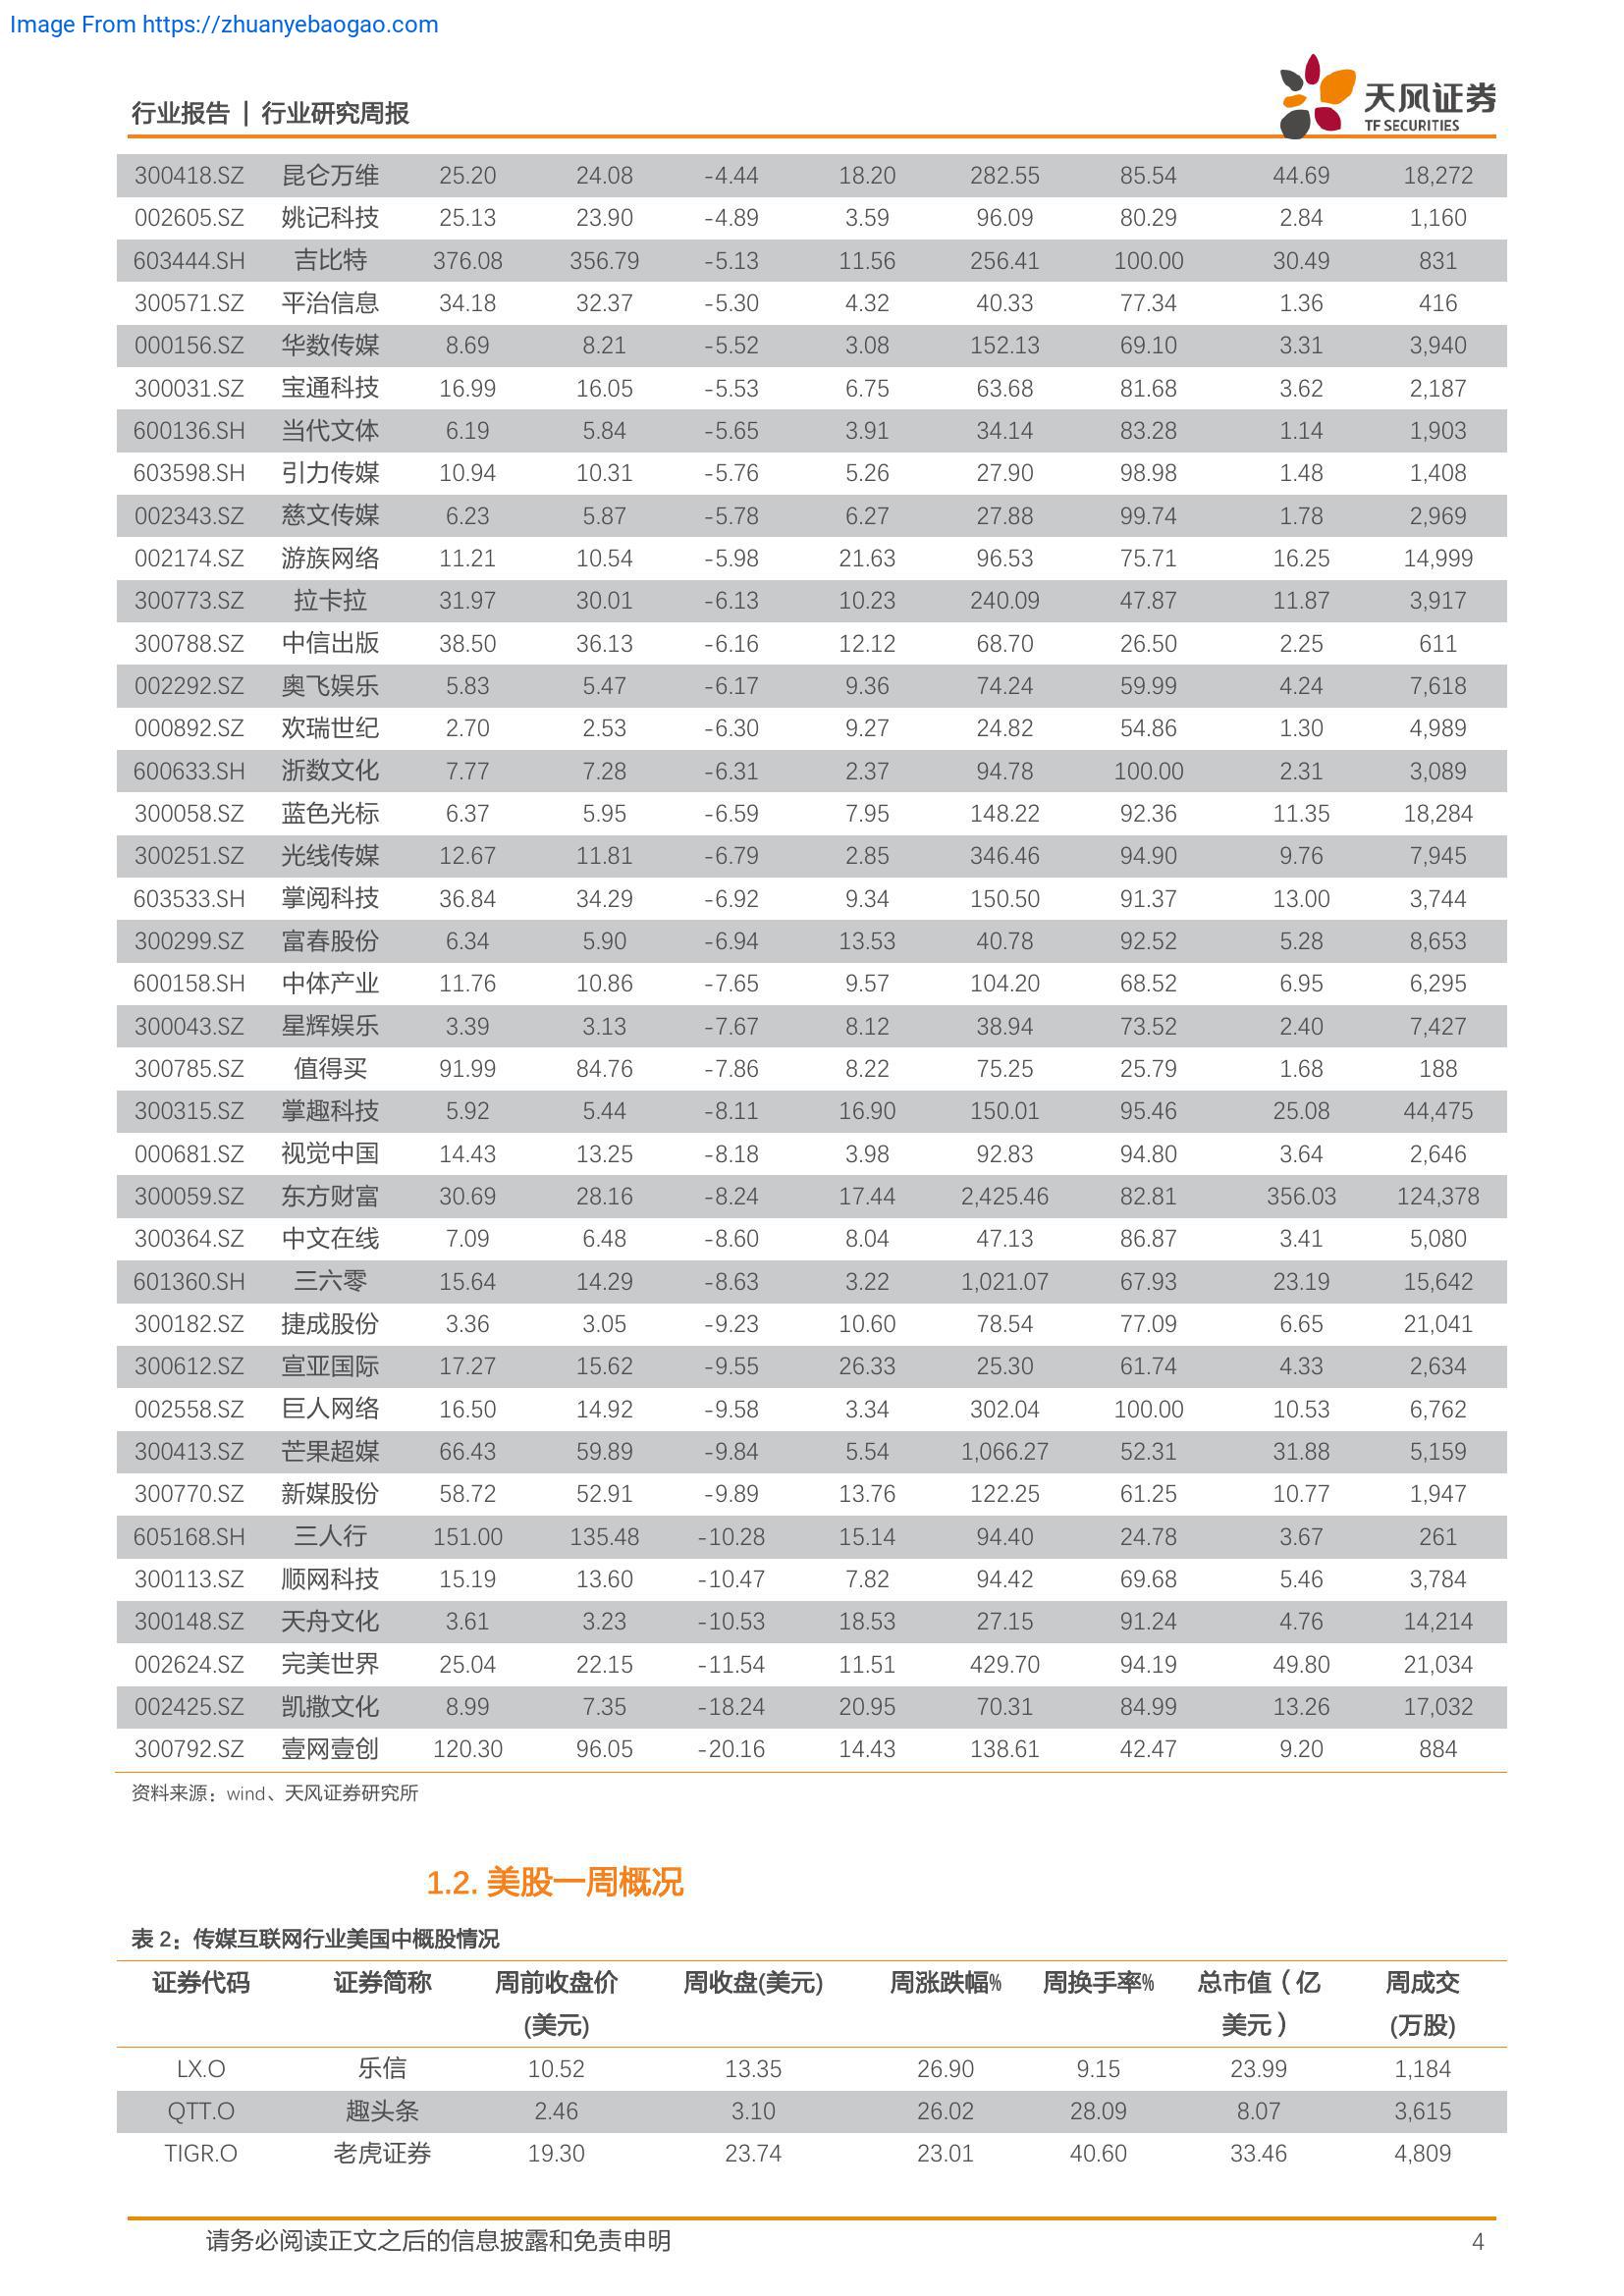 Image From https://zhuanyebaogao.com
行业报告 | 行业研究周报
天风证券
TF SECURITIES
300418.SZ 昆仑万维 25.20 24.08 -4.44 18.20 282.55 85.54 44.69 18,272
002605.SZ 姚记科技 25.13 23.90 -4.89 3.59 96.09 80.29 2.84 1,160
603444.SH 吉比特 376.08 356.79 -5.13 11.56 256.41 100.00 30.49 831
300571.SZ 平治信息 34.18 32.37 -5.30 4.32 40.33 77.34 1.36 416
000156.SZ 华数传媒 8.69 8.21 -5.52 3.08 152.13 69.10 3.31 3,940
300031.SZ 宝通科技 16.99 16.05 -5.53 6.75 63.68 81.68 3.62 2,187
600136.SH 当代文体 6.19 5.84 -5.65 3.91 34.14 83.28 1.14 1,903
603598.SH 引力传媒 10.94 10.31 -5.76 5.26 27.90 98.98 1.48 1,408
002343.SZ 慈文传媒 6.23 5.87 -5.78 6.27 27.88 99.74 1.78 2,969
002174.SZ 游族网络 11.21 10.54 -5.98 21.63 96.53 75.71 16.25 14,999
300773.SZ 拉卡拉 31.97 30.01 -6.13 10.23 240.09 47.87 11.87 3,917
300788.SZ 中信出版 38.50 36.13 -6.16 12.12 68.70 26.50 2.25 611
002292.SZ 奥飞娱乐 5.83 5.47 -6.17 9.36 74.24 59.99 4.24 7,618
000892.SZ 欢瑞世纪 2.70 2.53 -6.30 9.27 24.82 54.86 1.30 4,989
600633.SH 浙数文化 7.77 7.28 -6.31 2.37 94.78 100.00 2.31 3,089
300058.SZ 蓝色光标 6.37 5.95 -6.59 7.95 148.22 92.36 11.35 18,284
300251.SZ 光线传媒 12.67 11.81 -6.79 2.85 346.46 94.90 9.76 7,945
603533.SH 掌阅科技 36.84 34.29 -6.92 9.34 150.50 91.37 13.00 3,744
300299.SZ 富春股份 6.34 5.90 -6.94 13.53 40.78 92.52 5.28 8,653
600158.SH 中体产业 11.76 10.86 -7.65 9.57 104.20 68.52 6.95 6,295
300043.SZ 星辉娱乐 3.39 3.13 -7.67 8.12 38.94 73.52 2.40 7,427
300785.SZ 值得买 91.99 84.76 -7.86 8.22 75.25 25.79 1.68 188
300315.SZ 掌趣科技 5.92 5.44 -8.11 16.90 150.01 95.46 25.08 44,475
000681.SZ 视觉中国 14.43 13.25 -8.18 3.98 92.83 94.80 3.64 2,646
300059.SZ 东方财富 30.69 28.16 -8.24 17.44 2,425.46 82.81 356.03 124,378
300364.SZ 中文在线 7.09 6.48 -8.60 8.04 47.13 86.87 3.41 5,080
601360.SH 三六零 15.64 14.29 -8.63 3.22 1,021.07 67.93 23.19 15,642
300182.SZ 捷成股份 3.36 3.05 -9.23 10.60 78.54 77.09 6.65 21,041
300612.SZ 宣亚国际 17.27 15.62 -9.55 26.33 25.30 61.74 4.33 2,634
002558.SZ 巨人网络 16.50 14.92 -9.58 3.34 302.04 100.00 10.53 6,762
300413.SZ 芒果超媒 66.43 59.89 -9.84 5.54 1,066.27 52.31 31.88 5,159
300770.SZ 新媒股份 58.72 52.91 -9.89 13.76 122.25 61.25 10.77 1,947
605168.SH 三人行 151.00 135.48 -10.28 15.14 94.40 24.78 3.67 261
300113.SZ 顺网科技 15.19 13.60 -10.47 7.82 94.42 69.68 5.46 3,784
300148.SZ 天舟文化 3.61 3.23 -10.53 18.53 27.15 91.24 4.76 14,214
002624.SZ 完美世界 25.04 22.15 -11.54 11.51 429.70 94.19 49.80 21,034
002425.SZ 凯撒文化 8.99 7.35 -18.24 20.95 70.31 84.99 13.26 17,032
300792.SZ 壹网壹创 120.30 96.05 -20.16 14.43 138.61 42.47 9.20 884
资料来源：wind、天风证券研究所
1.2. 美股一周概况
表 2：传媒互联网行业美国中概股情况
证券代码 证券简称 周前收盘价 周收盘(美元) 周涨跌幅% 周换手率% 总市值（亿 周成交
(美元) 美元） (万股)
LX.O 乐信 10.52 13.35 26.90 9.15 23.99 1,184
QTT.O 趣头条 2.46 3.10 26.02 28.09 8.07 3,615
TIGR.O 老虎证券 19.30 23.74 23.01 40.60 33.46 4,809
请务必阅读正文之后的信息披露和免责申明 4